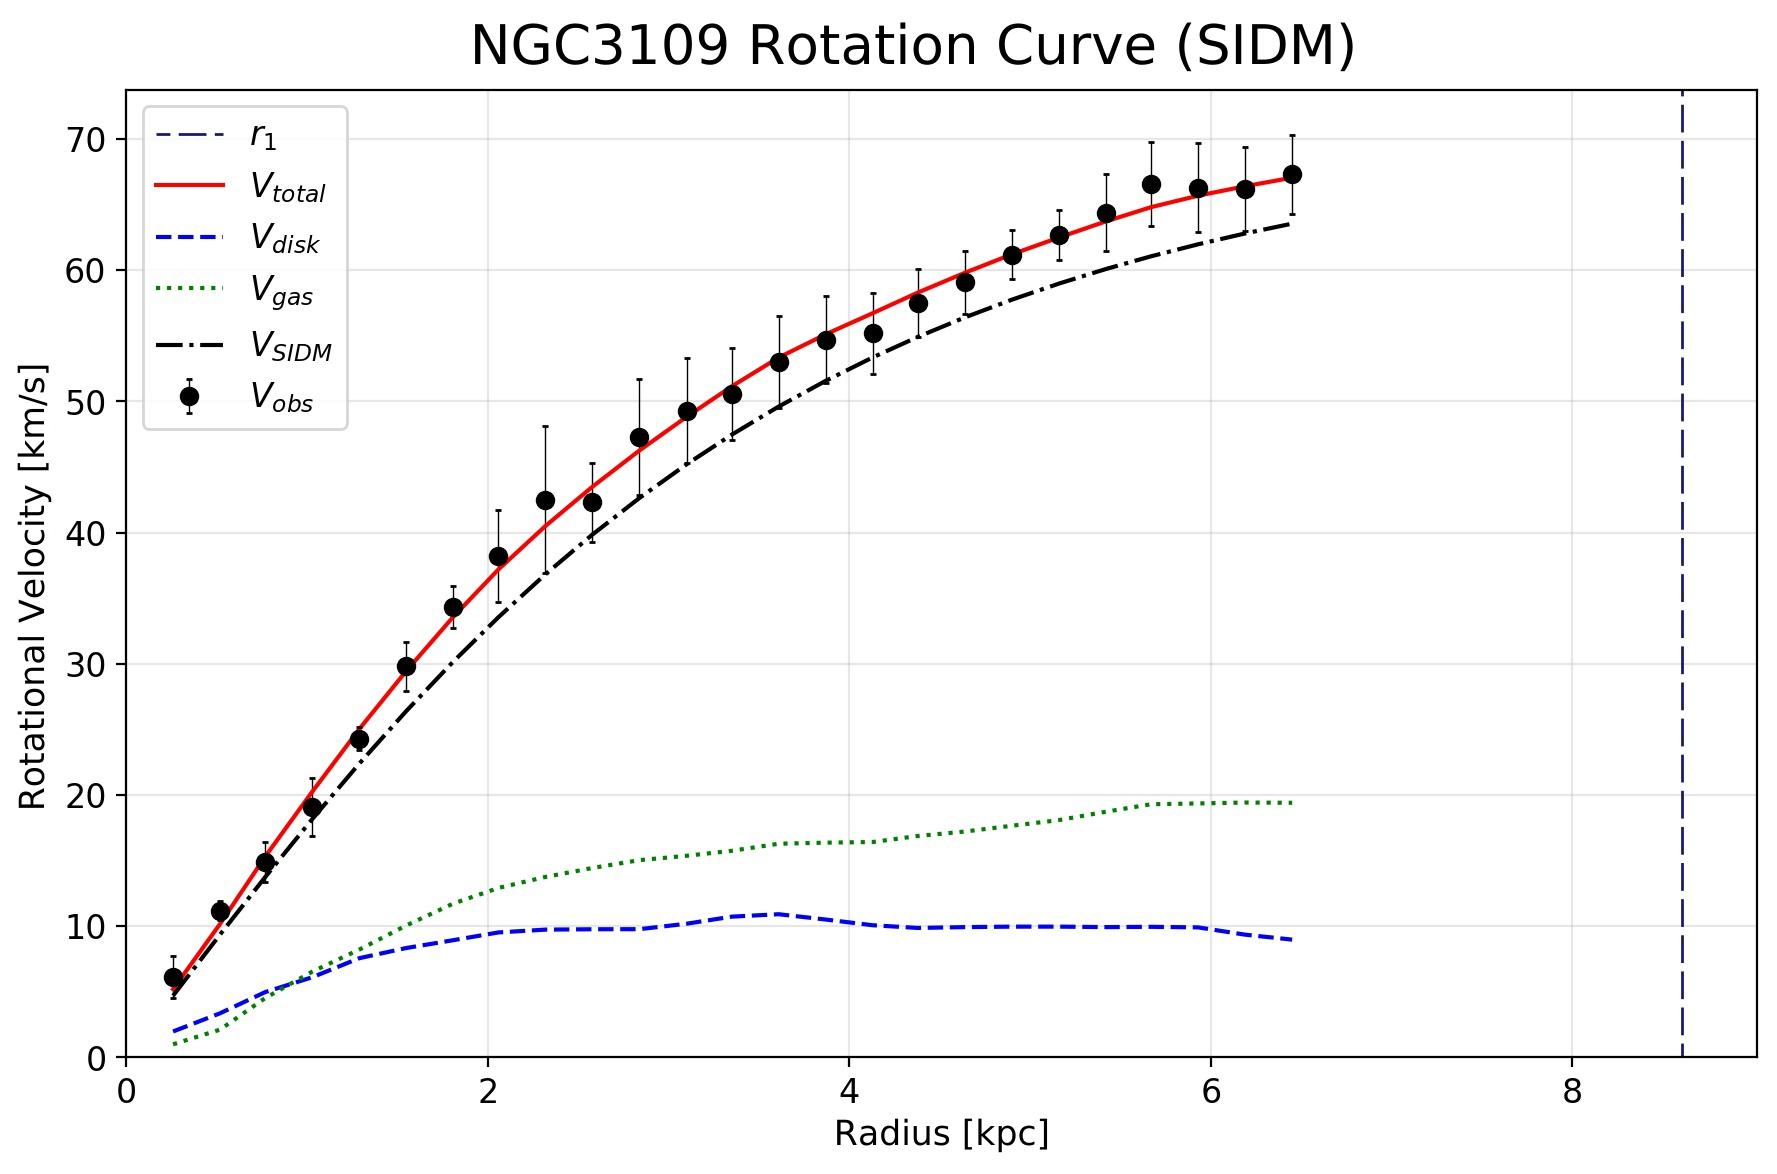 NGC3109 Rotation Curve (SIDM)
r1
Vtotal
Vdisk
Vgas
VSIDM
Vobs
Rotational Velocity [km/s]
70
60
50
40
30
20
10
0
0 2 4 6 8
Radius [kpc]